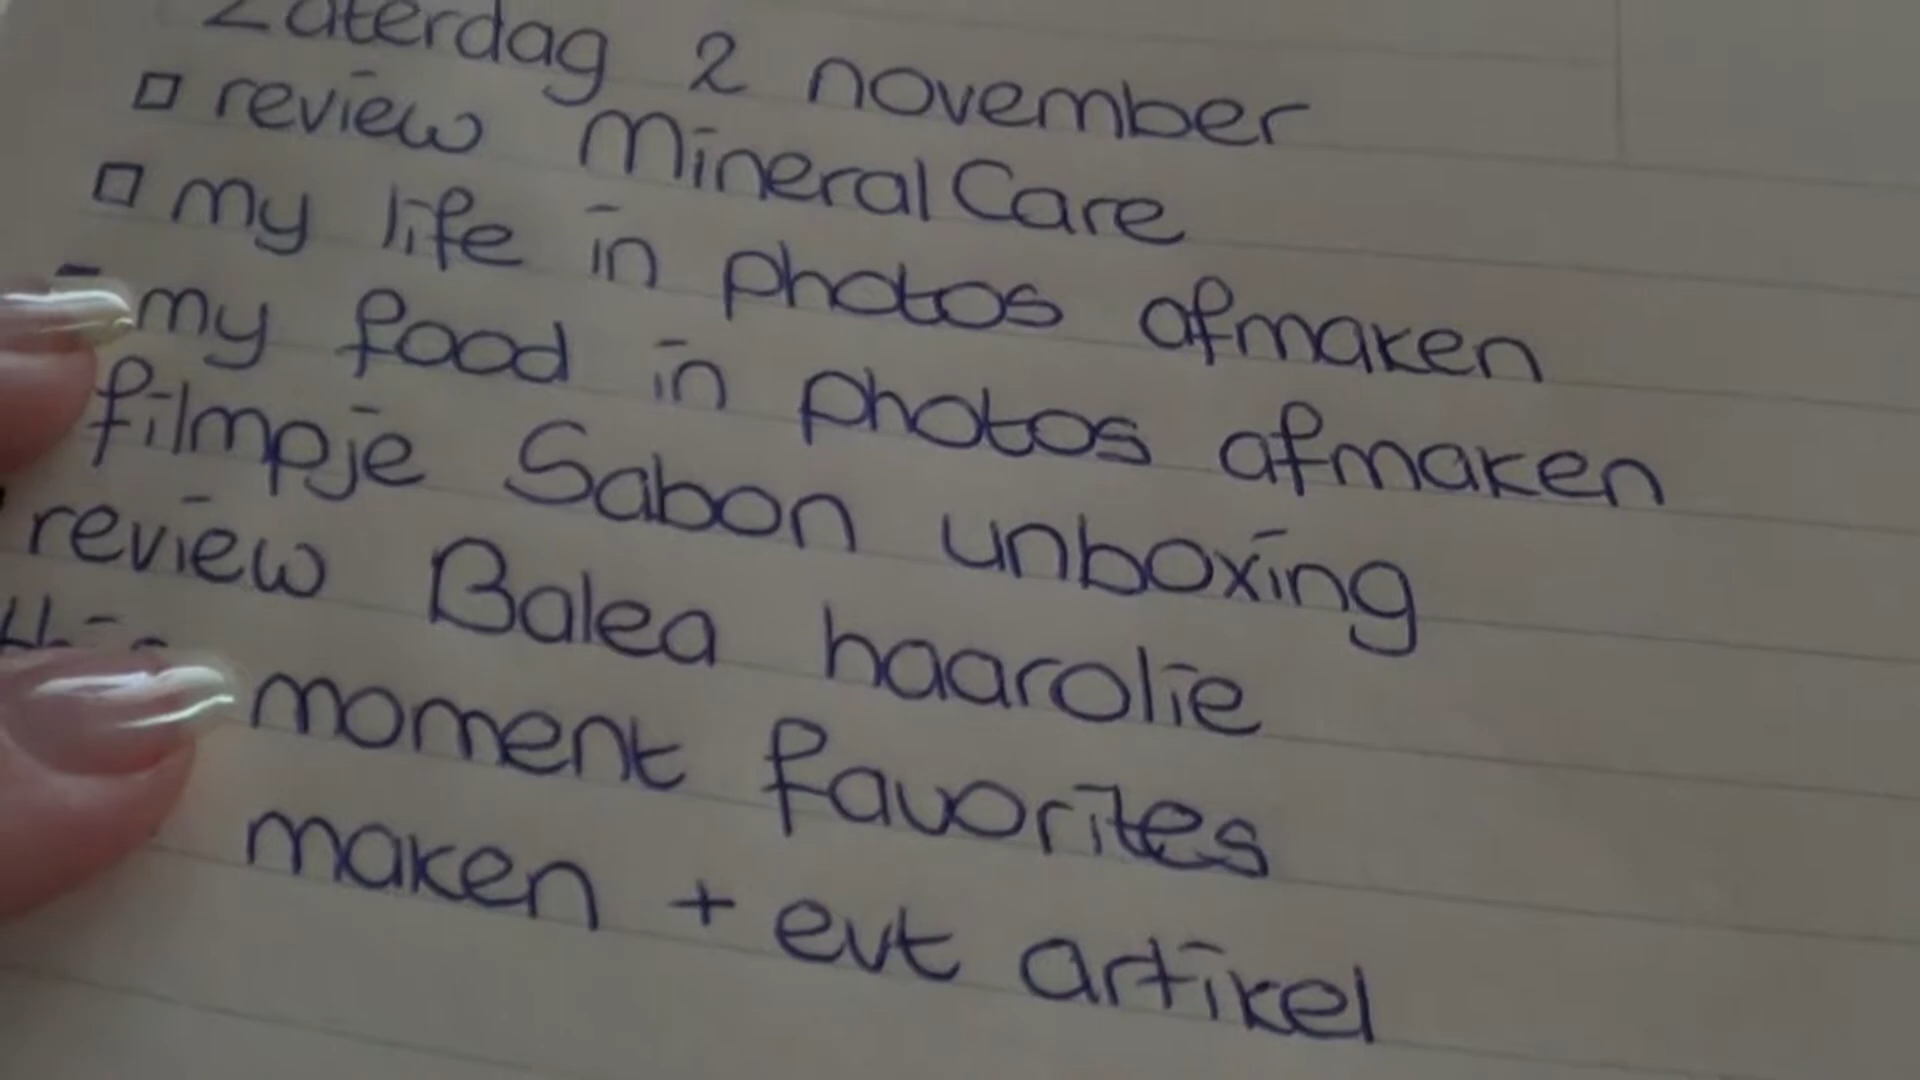 Zaterdag 2 november
review Mineral Care
my life in photos afmaken
my food in photos afmaken
filmpje Sabon unboxing
review Balea haarolie
moment favorites
maken + evt artikel